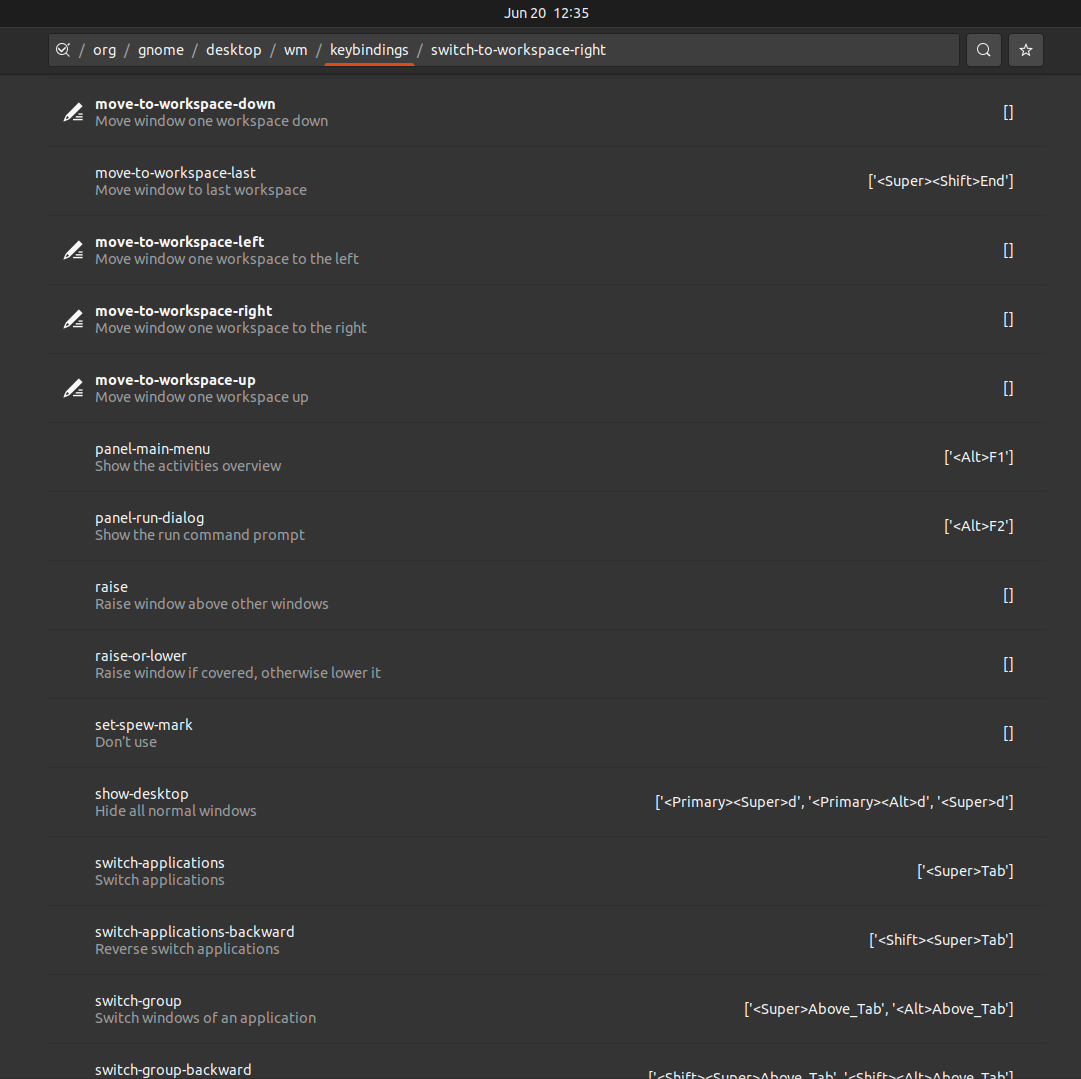 Jun 20 12:35
/ org / gnome / desktop / wm / keybindings / switch-to-workspace-right
move-to-workspace-down
Move window one workspace down
[]
move-to-workspace-last
Move window to last workspace
['<Super><Shift>End']
move-to-workspace-left
Move window one workspace to the left
[]
move-to-workspace-right
Move window one workspace to the right
[]
move-to-workspace-up
Move window one workspace up
[]
panel-main-menu
Show the activities overview
['<Alt>F1']
panel-run-dialog
Show the run command prompt
['<Alt>F2']
raise
Raise window above other windows
[]
raise-or-lower
Raise window if covered, otherwise lower it
[]
set-spew-mark
Don’t use
[]
show-desktop
Hide all normal windows
['<Primary><Super>d', '<Primary><Alt>d', '<Super>d']
switch-applications
Switch applications
['<Super>Tab']
switch-applications-backward
Reverse switch applications
['<Shift><Super>Tab']
switch-group
Switch windows of an application
['<Super>Above_Tab', '<Alt>Above_Tab']
switch-group-backward
['<Shift><Super>Above_Tab', '<Shift><Alt>Above_Tab']